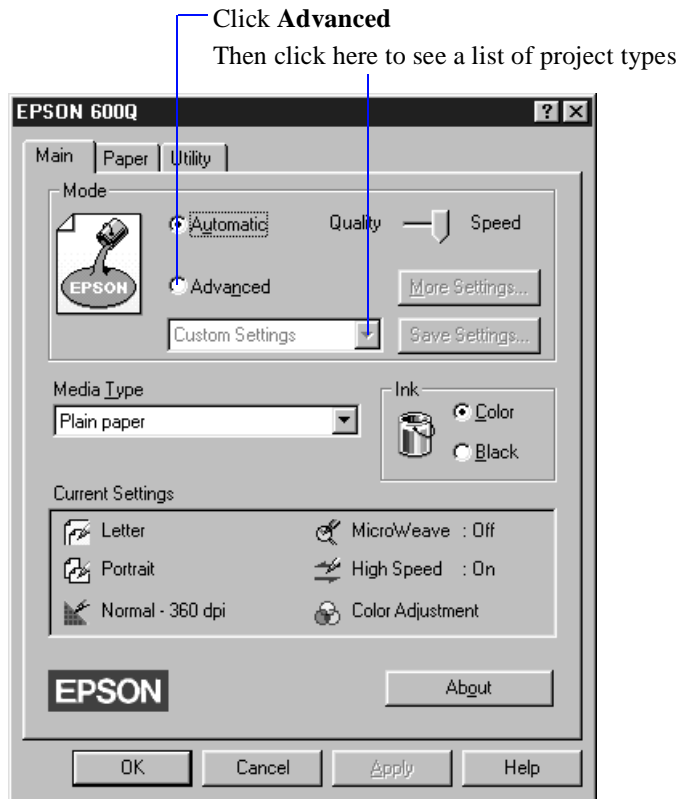 Click Advanced
Then click here to see a list of project types
EPSON 600Q
Main Paper Utility
Mode
EPSON
Automatic Quality Speed
Advanced More Settings...
Custom Settings Save Settings...
Media Type
Plain paper
Ink
Color
Black
Current Settings
Letter MicroWeave : Off
Portrait High Speed : On
Normal - 360 dpi Color Adjustment
EPSON About
OK Cancel Apply Help